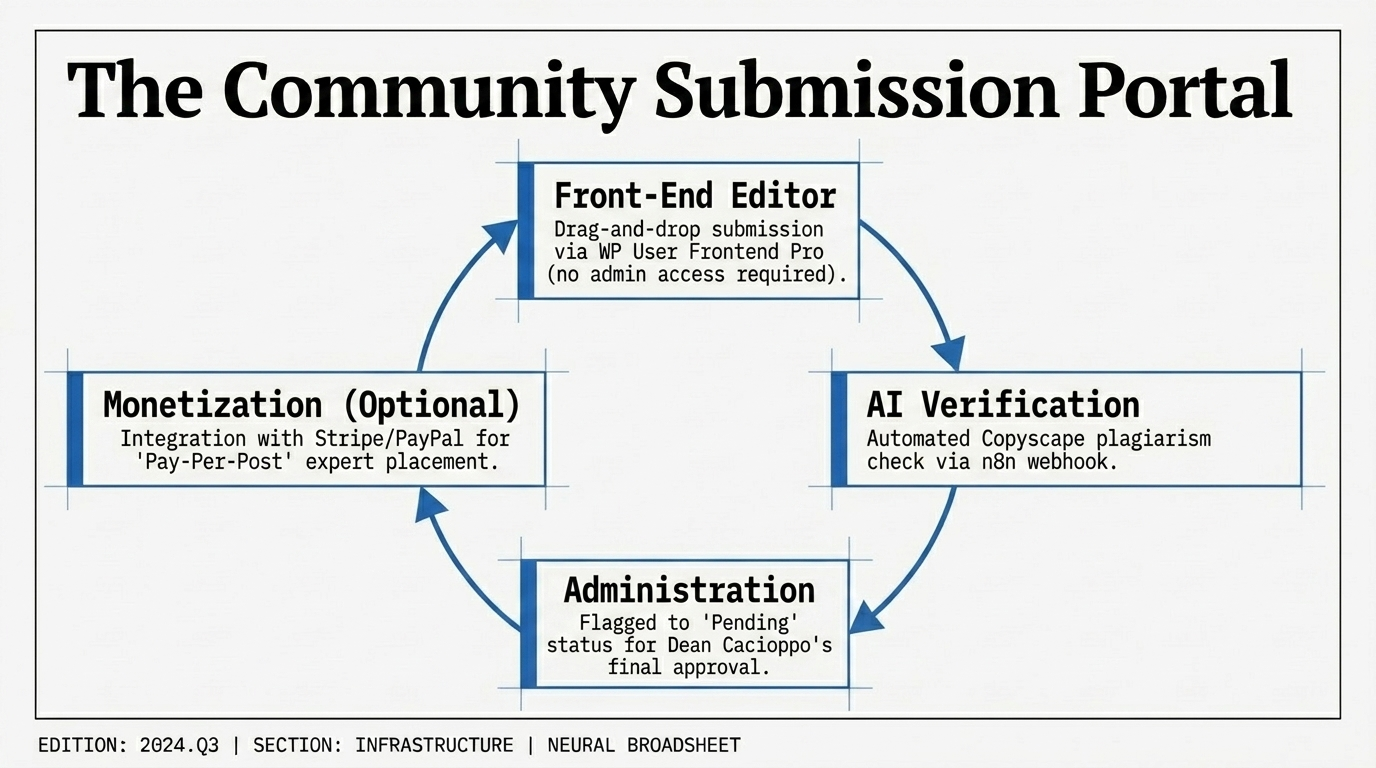 The Community Submission Portal
Front-End Editor
Drag-and-drop submission
via WP User Frontend Pro
(no admin access required).
Monetization (Optional)
Integration with Stripe/PayPal for
'Pay-Per-Post' expert placement.
AI Verification
Automated Copyscape plagiarism
check via n8n webhook.
Administration
Flagged to 'Pending'
status for Dean Cacioppo's
final approval.
EDITION: 2024.Q3 | SECTION: INFRASTRUCTURE | NEURAL BROADSHEET